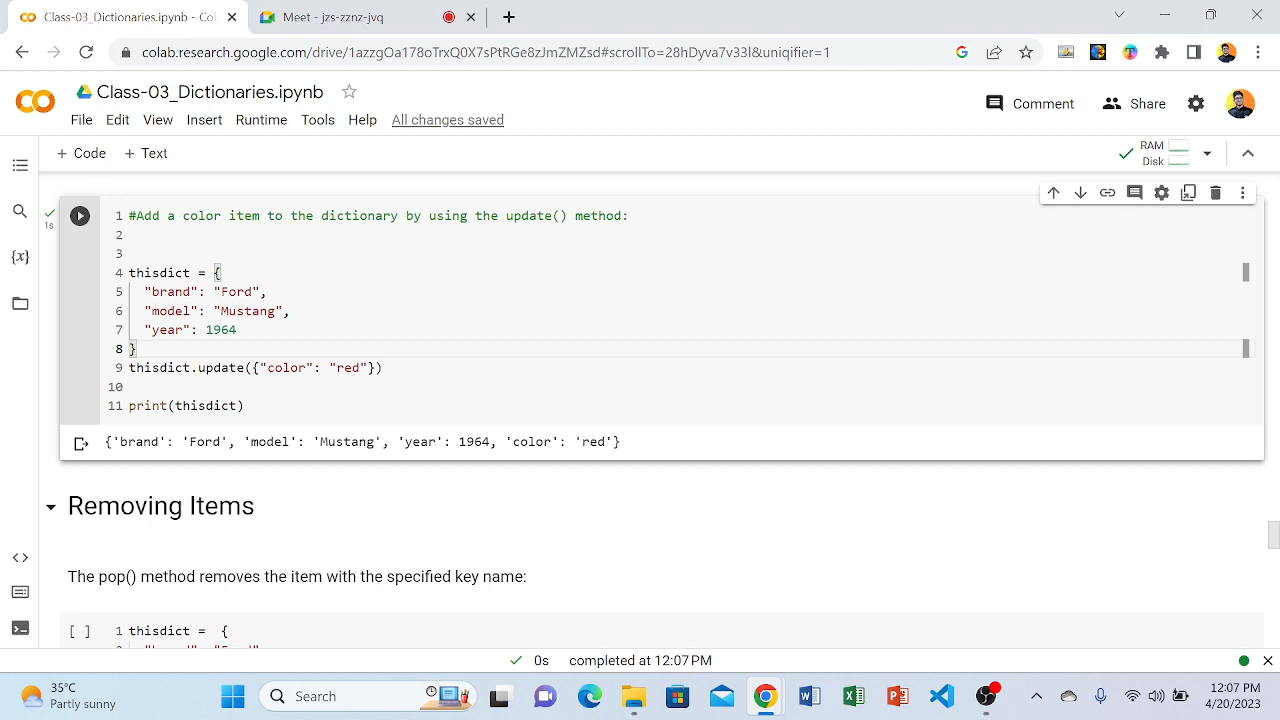 Class-03_Dictionaries.ipynb - Col
Meet - jzs-zznz-jvq
colab.research.google.com/drive/1azzgOa178oTrxQ0X7sPtRGe8zJmZMZsd#scrollTo=28hDyva7v33L&uniqifier=1
Class-03_Dictionaries.ipynb
Comment
Share
File Edit View Insert Runtime Tools Help All changes saved
+ Code + Text
RAM
Disk
1s
1 #Add a color item to the dictionary by using the update() method:
2
3
4 thisdict = {
5 "brand": "Ford",
6 "model": "Mustang",
7 "year": 1964
8 }
9 thisdict.update({"color": "red"})
10
11 print(thisdict)
{'brand': 'Ford', 'model': 'Mustang', 'year': 1964, 'color': 'red'}
Removing Items
The pop() method removes the item with the specified key name:
[ ] 1 thisdict = {
0s completed at 12:07 PM
35°C
Partly sunny
Search
12:07 PM
4/20/2023